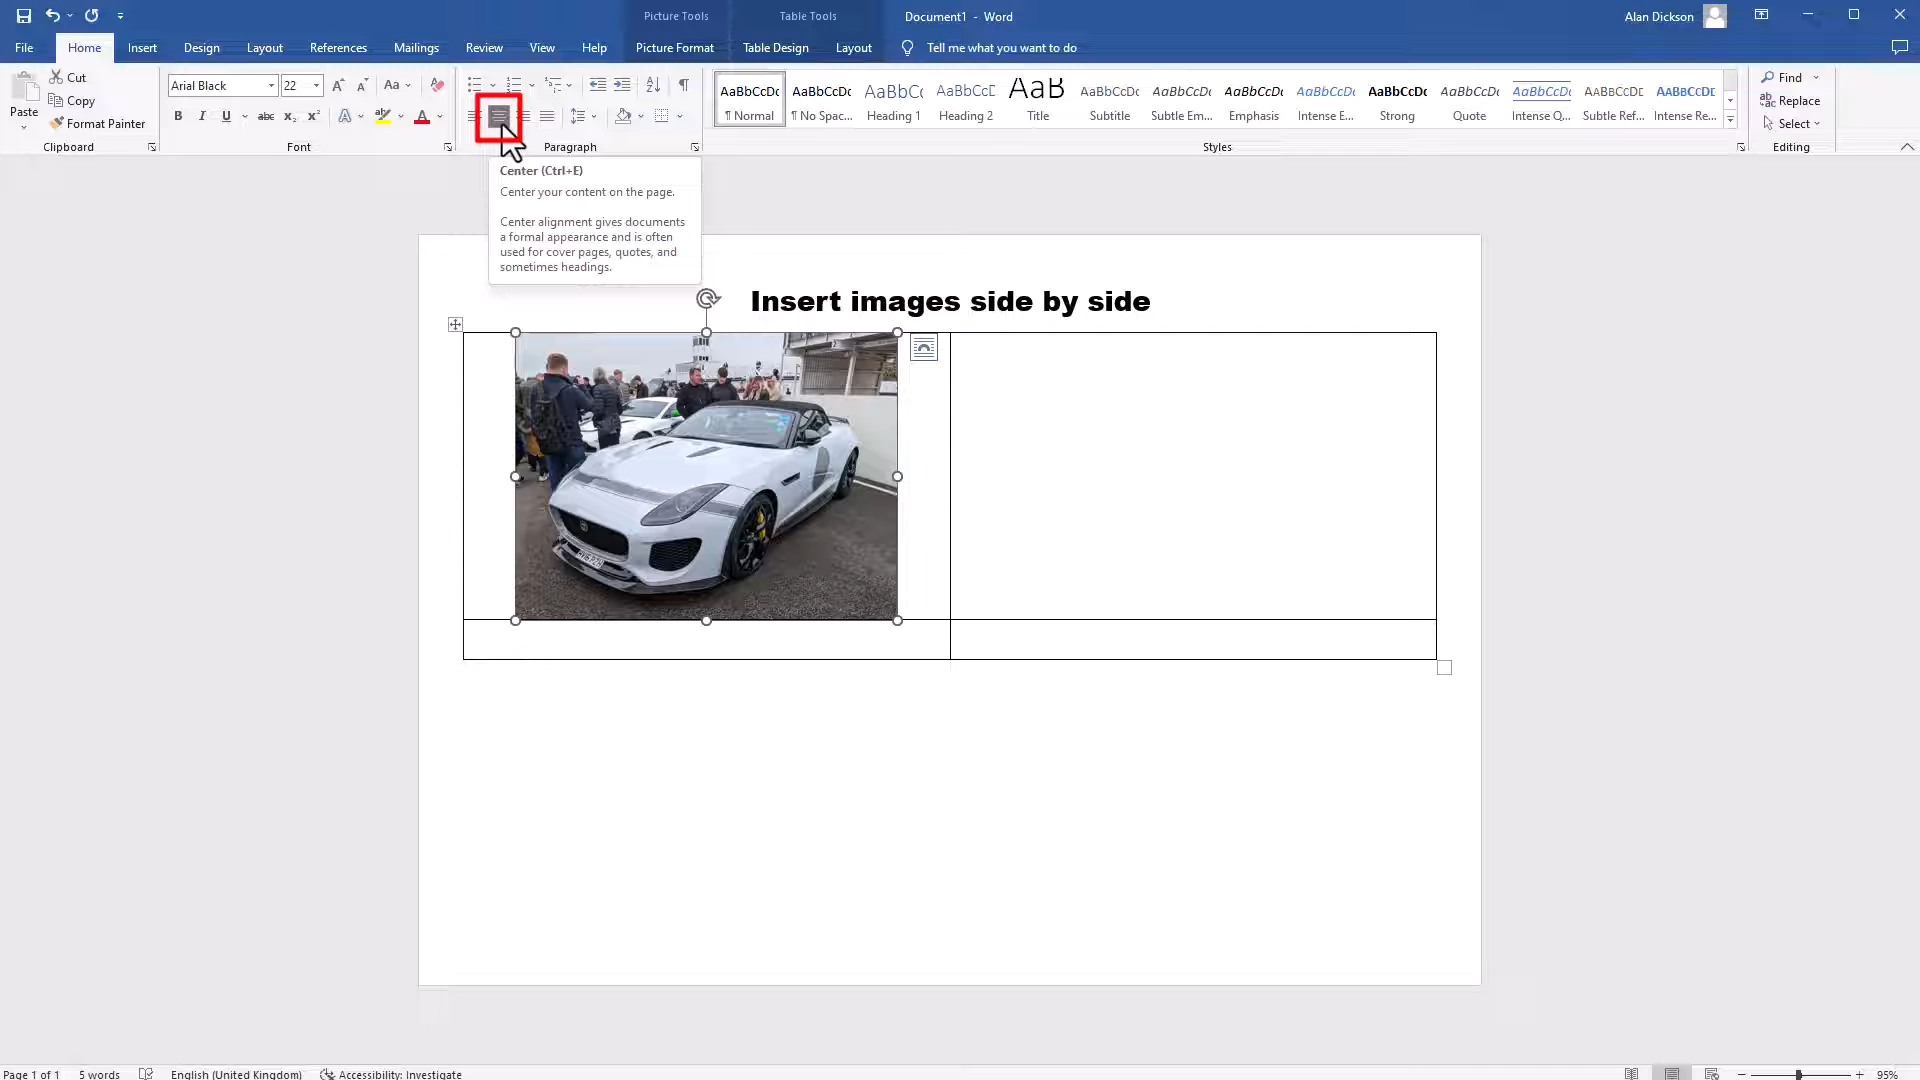 Picture Tools
Table Tools
Document1 - Word
Alan Dickson
File
Home
Insert
Design
Layout
References
Mailings
Review
View
Help
Picture Format
Table Design
Layout
Tell me what you want to do
Paste
Cut
Copy
Format Painter
Clipboard
Arial Black
22
Aa
B I U abc x₂ x² A A
Font
Paragraph
AaBbCcDc
¶ Normal
AaBbCcDc
¶ No Spac...
AaBbCc
Heading 1
AaBbCcD
Heading 2
AaB
Title
AaBbCcDc
Subtitle
AaBbCcDc
Subtle Em...
AaBbCcDc
Emphasis
AaBbCcDc
Intense E...
AaBbCcDc
Strong
AaBbCcDc
Quote
AaBbCcDc
Intense Q...
AABBCCDE
Subtle Ref...
AABBCCDE
Intense Re...
Styles
Find
Replace
Select
Editing
Center (Ctrl+E)
Center your content on the page.
Center alignment gives documents
a formal appearance and is often
used for cover pages, quotes, and
sometimes headings.
Insert images side by side
Page 1 of 1
5 words
English (United Kingdom)
Accessibility: Investigate
95%